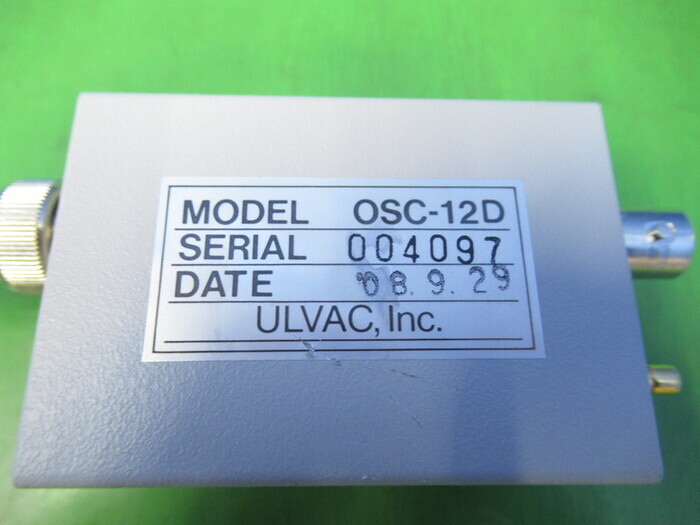 MODEL OSC-12D
SERIAL 004097
DATE '08.9.29
ULVAC, Inc.